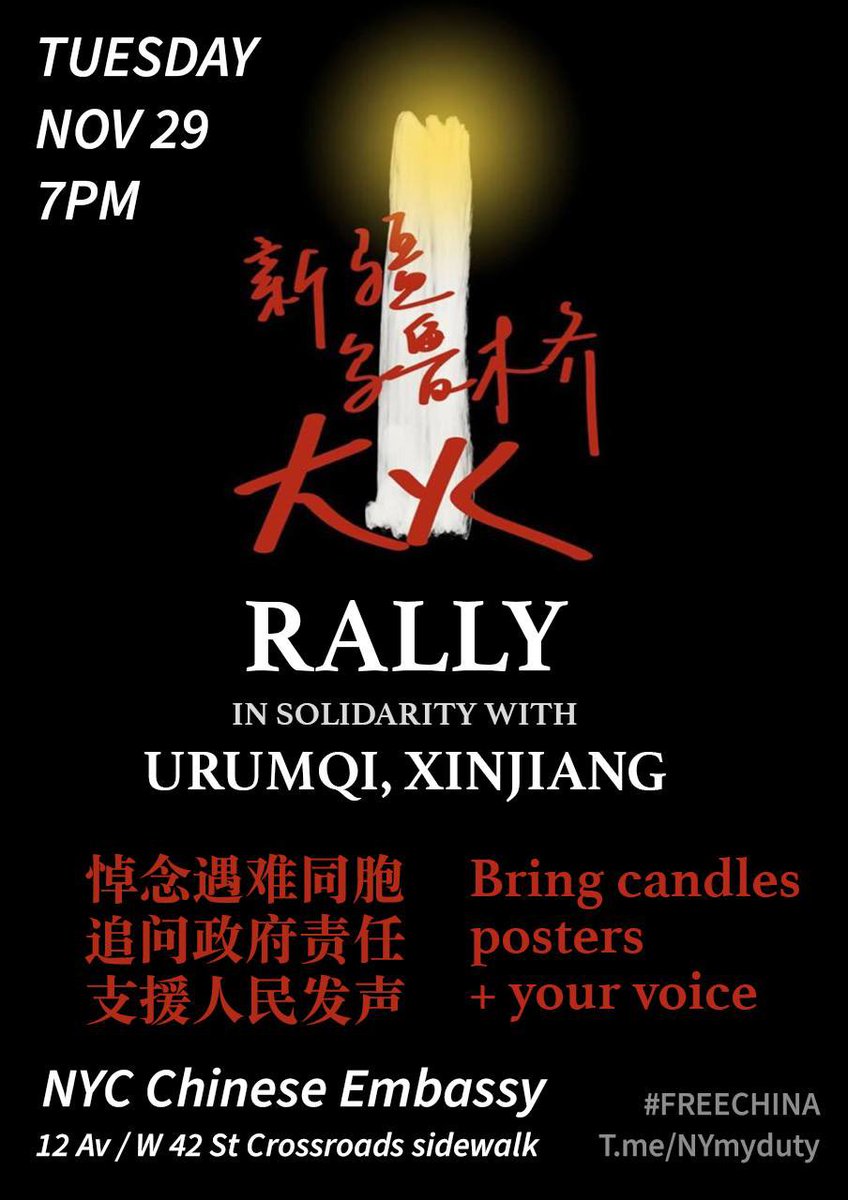 TUESDAY
NOV 29
7PM
新疆
乌鲁木齐
大火
RALLY
IN SOLIDARITY WITH
URUMQI, XINJIANG
悼念遇难同胞
追问政府责任
支援人民发声
Bring candles
posters
+ your voice
NYC Chinese Embassy
12 Av / W 42 St Crossroads sidewalk
#FREECHINA
T.me/NYmyduty